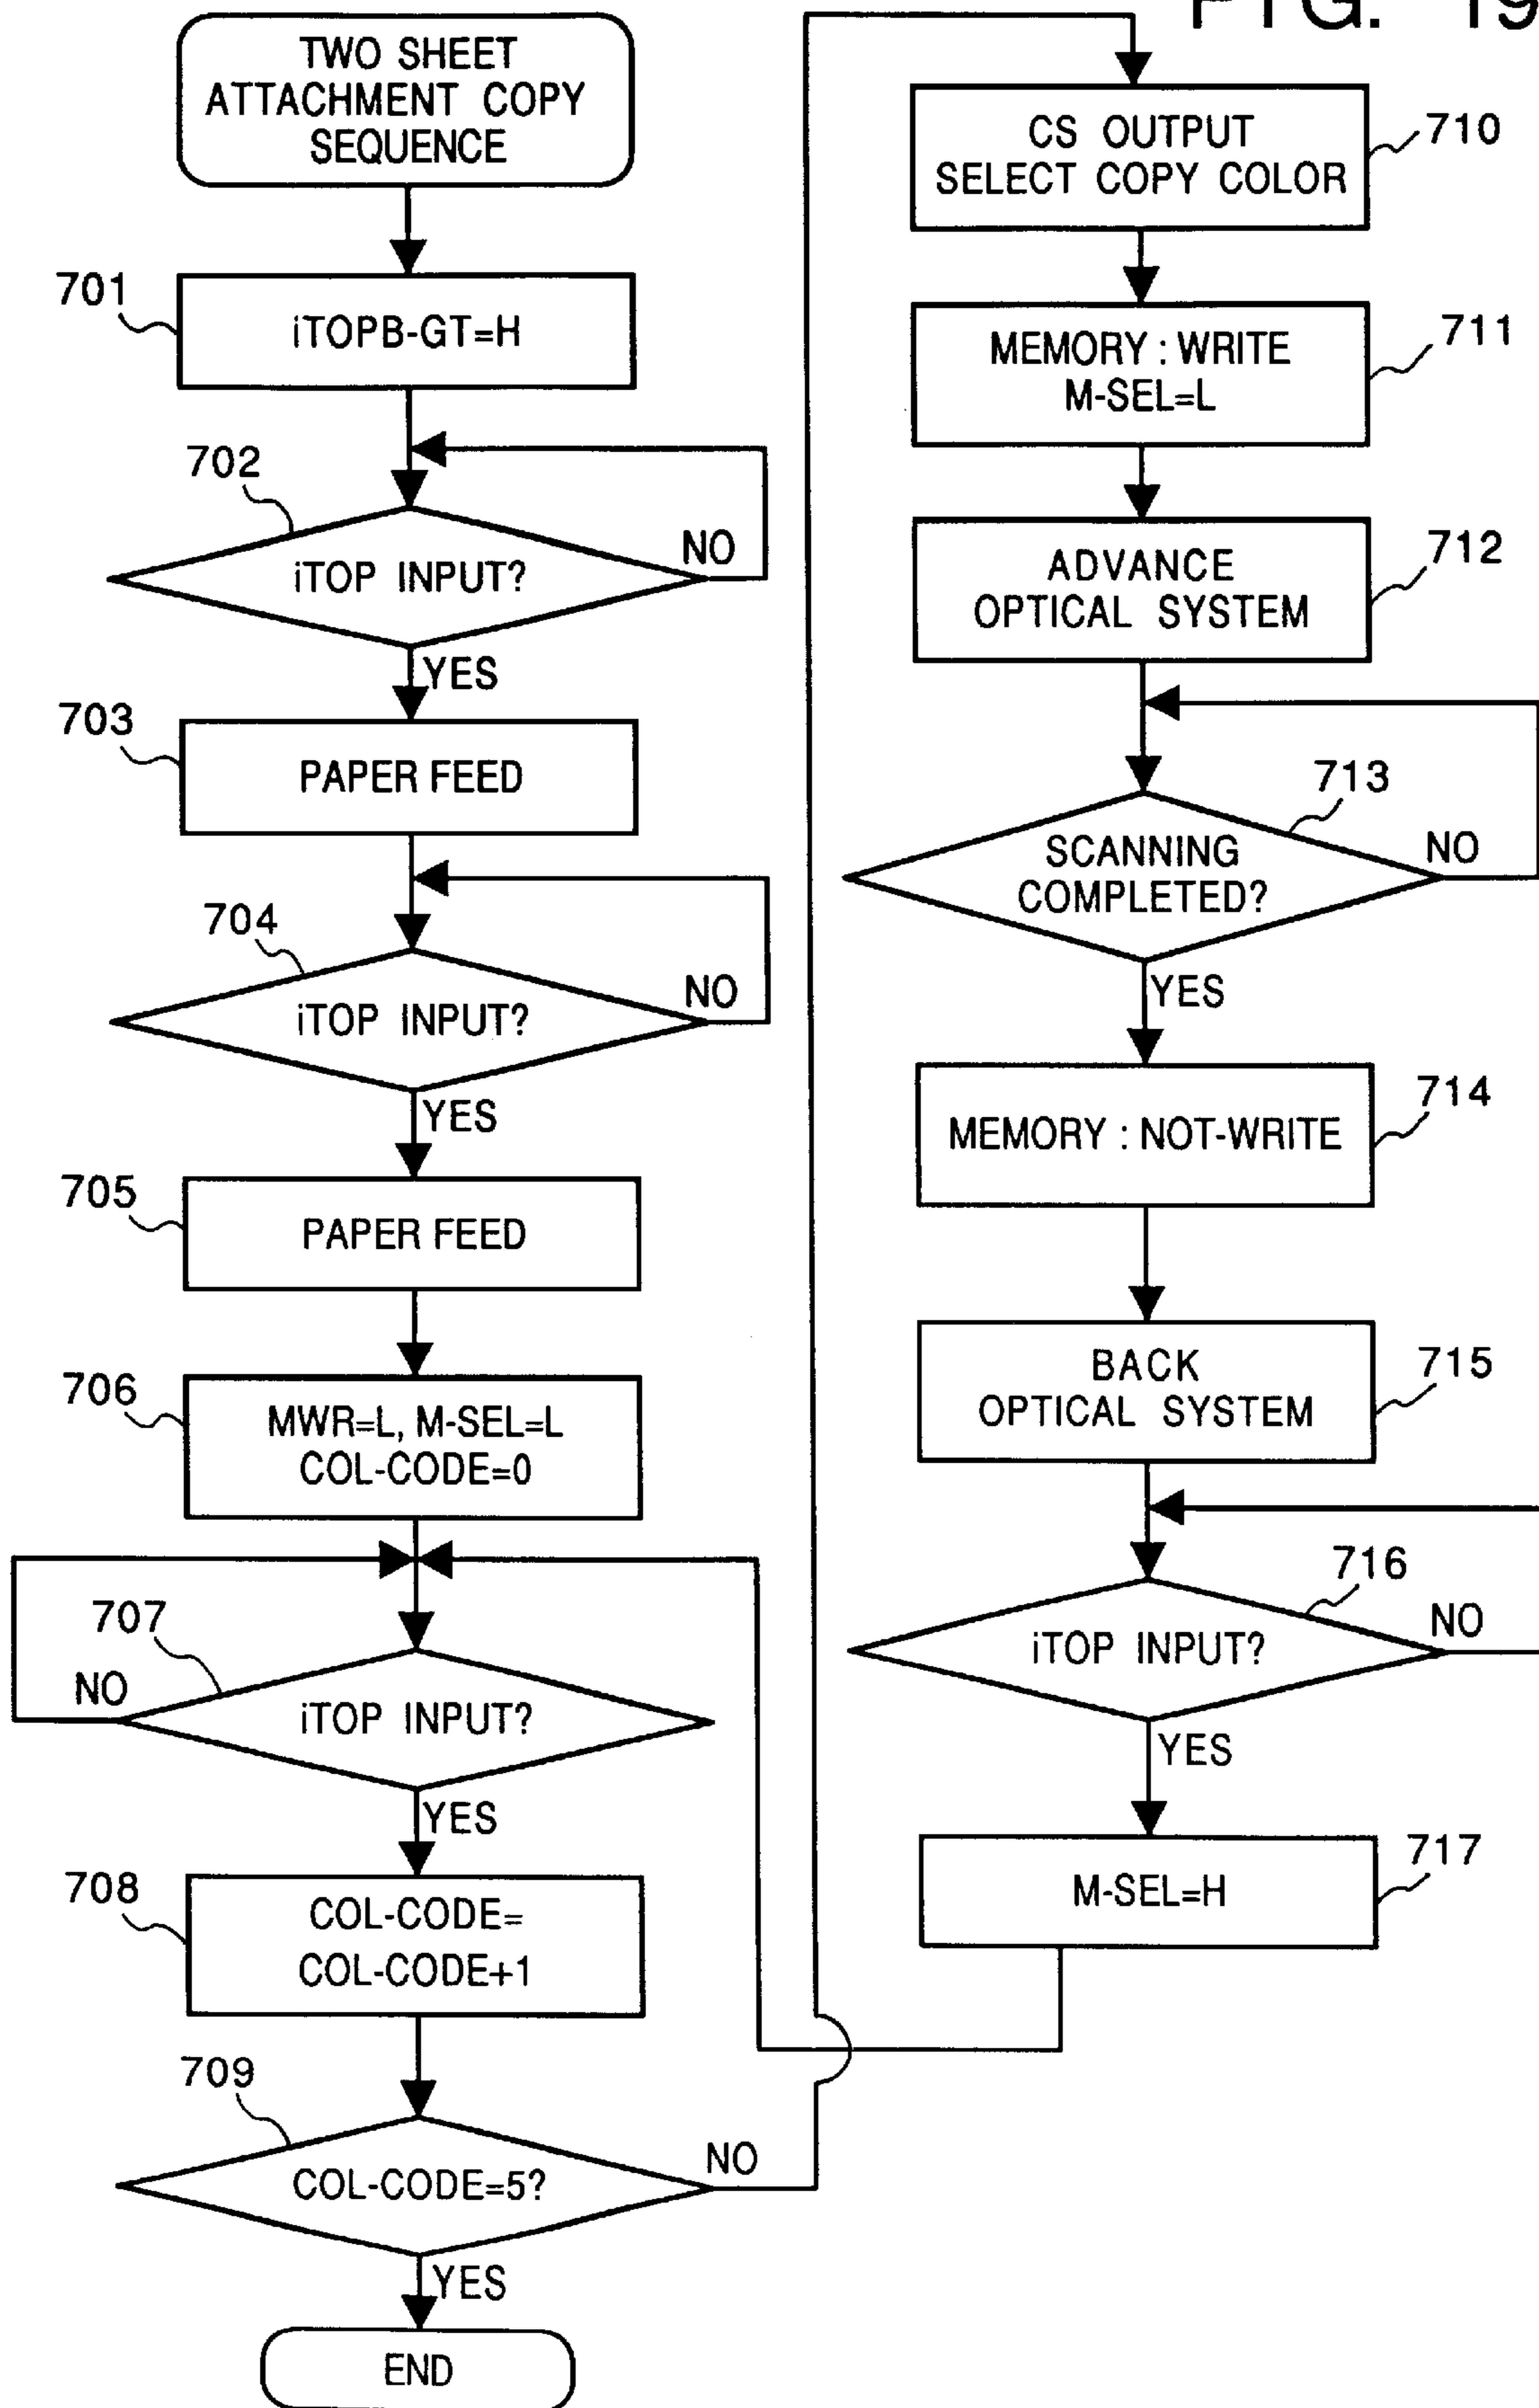 FIG. 19
TWO SHEET
ATTACHMENT COPY
SEQUENCE
701
iTOPB-GT=H
702
iTOP INPUT?
NO
YES
703
PAPER FEED
704
iTOP INPUT?
NO
YES
705
PAPER FEED
706
MWR=L, M-SEL=L
COL-CODE=0
707
NO
iTOP INPUT?
YES
708
COL-CODE=
COL-CODE+1
709
COL-CODE=5?
NO
YES
END
CS OUTPUT
SELECT COPY COLOR
710
MEMORY : WRITE
M-SEL=L
711
ADVANCE
OPTICAL SYSTEM
712
713
SCANNING
COMPLETED?
NO
YES
MEMORY : NOT-WRITE
714
BACK
OPTICAL SYSTEM
715
716
iTOP INPUT?
NO
YES
M-SEL=H
717